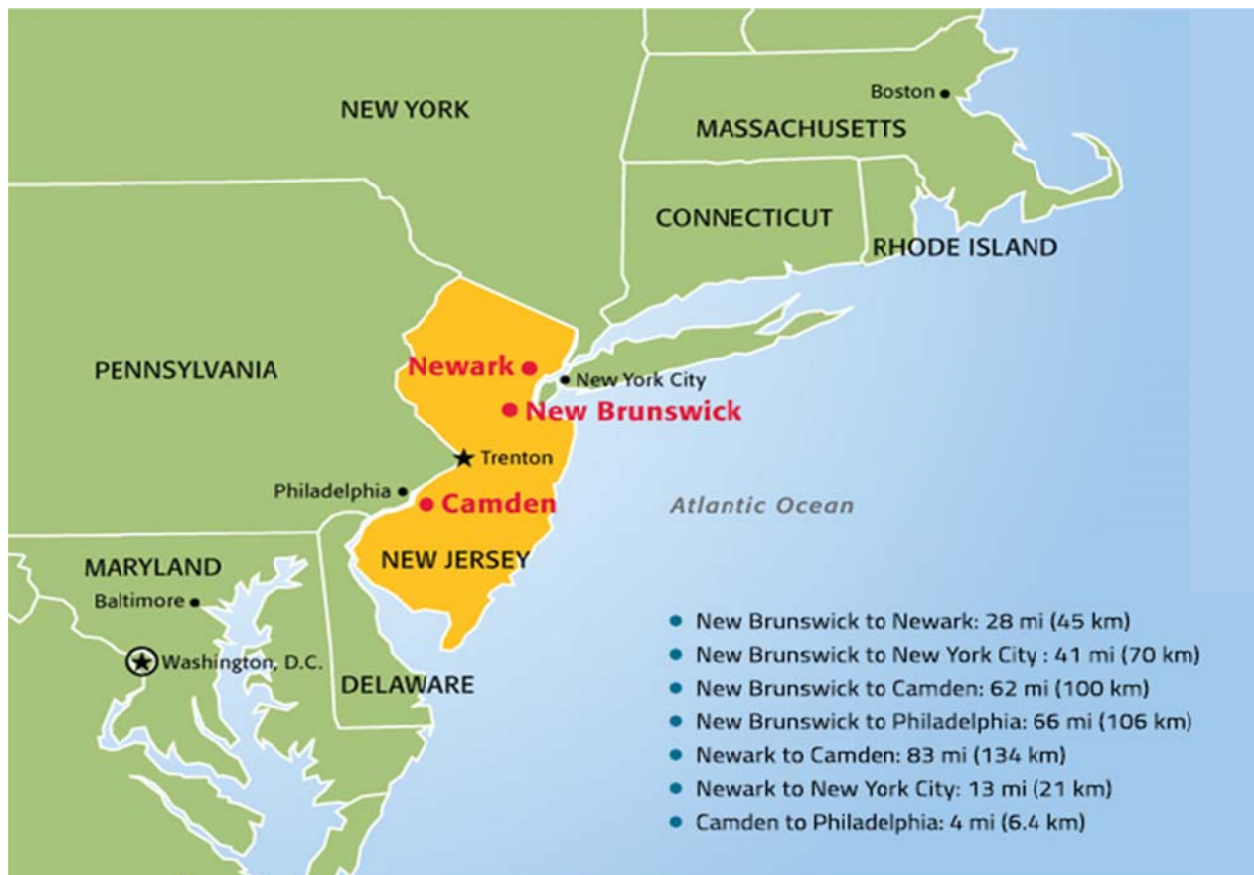 Boston
NEW YORK
MASSACHUSETTS
CONNECTICUT
RHODE ISLAND
PENNSYLVANIA
Newark
New York City
New Brunswick
Trenton
Philadelphia
Camden
Atlantic Ocean
NEW JERSEY
MARYLAND
Baltimore
Washington, D.C.
DELAWARE
New Brunswick to Newark: 28 mi (45 km)
New Brunswick to New York City : 41 mi (70 km)
New Brunswick to Camden: 62 mi (100 km)
New Brunswick to Philadelphia: 66 mi (106 km)
Newark to Camden: 83 mi (134 km)
Newark to New York City: 13 mi (21 km)
Camden to Philadelphia: 4 mi (6.4 km)